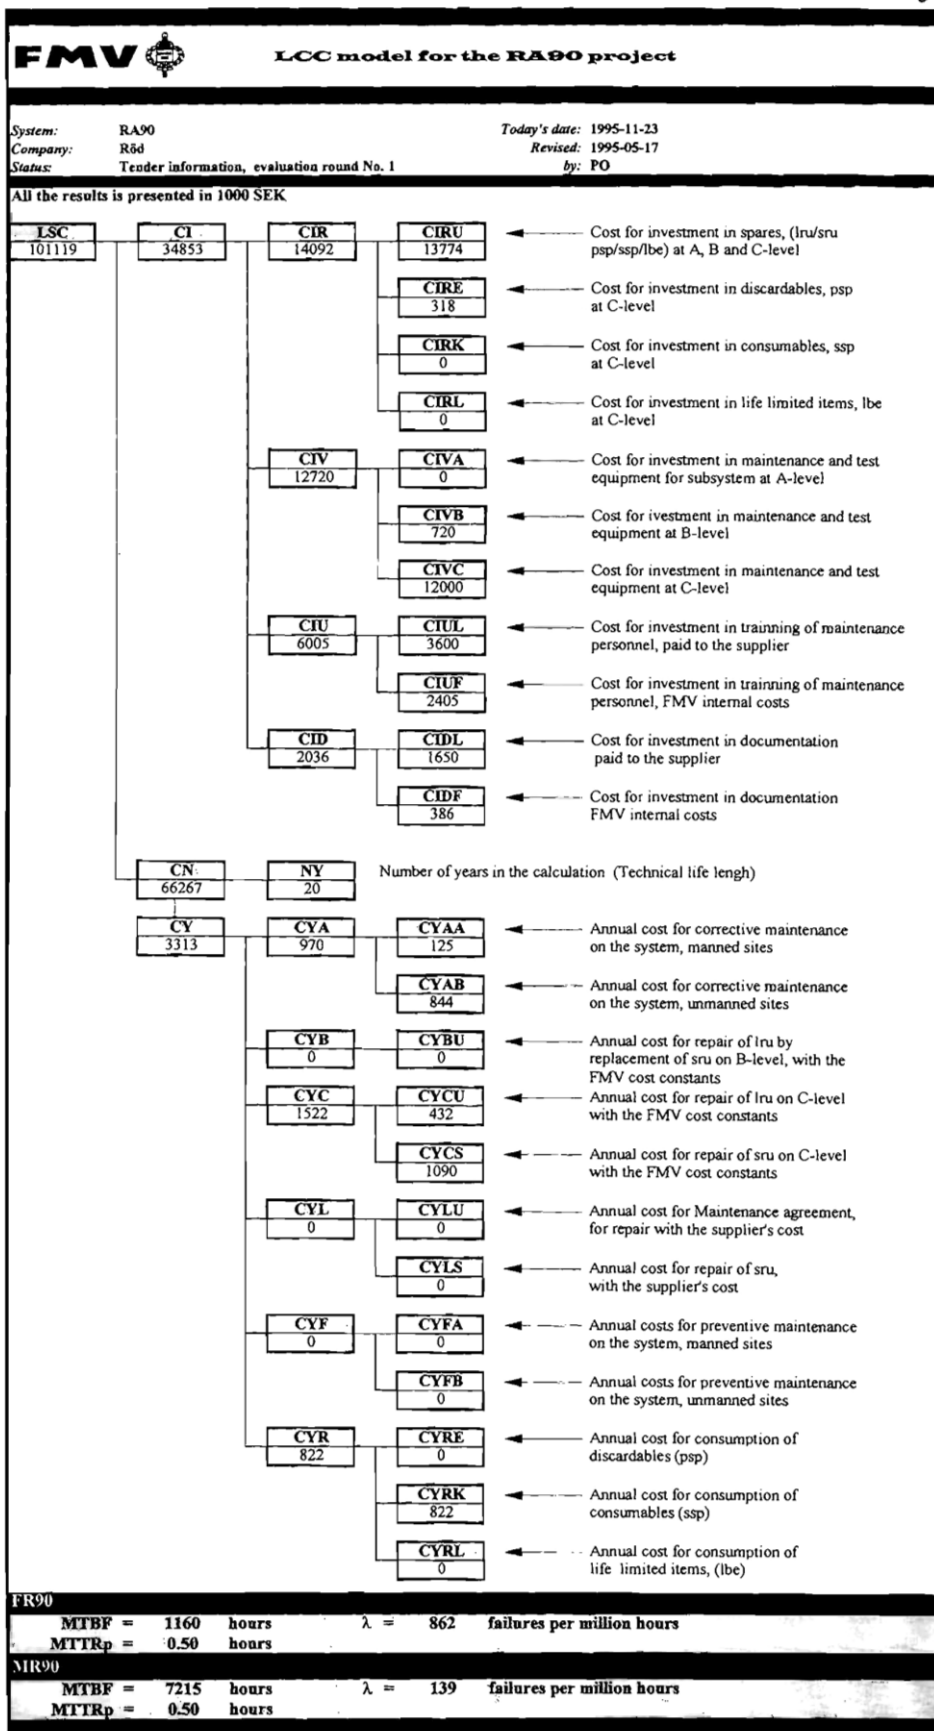 FMV LCC model for the RA90 project
System: RA90 Today's date: 1995-11-23
Company: Röd Revised: 1995-05-17
Status: Tender information, evaluation round No. 1 by: PO
All the results is presented in 1000 SEK
LSC CI CIR CIRU Cost for investment in spares, (lru/sru
101119 34853 14092 13774 psp/ssp/lbe) at A, B and C-level
CIRE Cost for investment in discardables, psp
318 at C-level
CIRK Cost for investment in consumables, ssp
0 at C-level
CIRL Cost for investment in life limited items, lbe
0 at C-level
CIV CIVA Cost for investment in maintenance and test
12720 0 equipment for subsystem at A-level
CIVB Cost for ivestment in maintenance and test
720 equipment at B-level
CIVC Cost for investment in maintenance and test
12000 equipment at C-level
CIU CIUL Cost for investment in trainning of maintenance
6005 3600 personnel, paid to the supplier
CIUF Cost for investment in trainning of maintenance
2405 personnel, FMV internal costs
CID CIDL Cost for investment in documentation
2036 1650 paid to the supplier
CIDF Cost for investment in documentation
386 FMV internal costs
CN NY Number of years in the calculation (Technical life lengh)
66267 20
CY CYA CYAA Annual cost for corrective maintenance
3313 970 125 on the system, manned sites
CYAB Annual cost for corrective maintenance
844 on the system, unmanned sites
CYB CYBU Annual cost for repair of lru by
0 0 replacement of sru on B-level, with the
FMV cost constants
CYC CYCU Annual cost for repair of lru on C-level
1522 432 with the FMV cost constants
CYCS Annual cost for repair of sru on C-level
1090 with the FMV cost constants
CYL CYLU Annual cost for Maintenance agreement,
0 0 for repair with the supplier's cost
CYLS Annual cost for repair of sru,
0 with the supplier's cost
CYF CYFA Annual costs for preventive maintenance
0 0 on the system, manned sites
CYFB Annual costs for preventive maintenance
0 on the system, unmanned sites
CYR CYRE Annual cost for consumption of
822 0 discardables (psp)
CYRK Annual cost for consumption of
822 consumables (ssp)
CYRL Annual cost for consumption of
0 life limited items, (lbe)
FR90
MTBF = 1160 hours λ = 862 failures per million hours
MTTRp = 0.50 hours
MR90
MTBF = 7215 hours λ = 139 failures per million hours
MTTRp = 0.50 hours